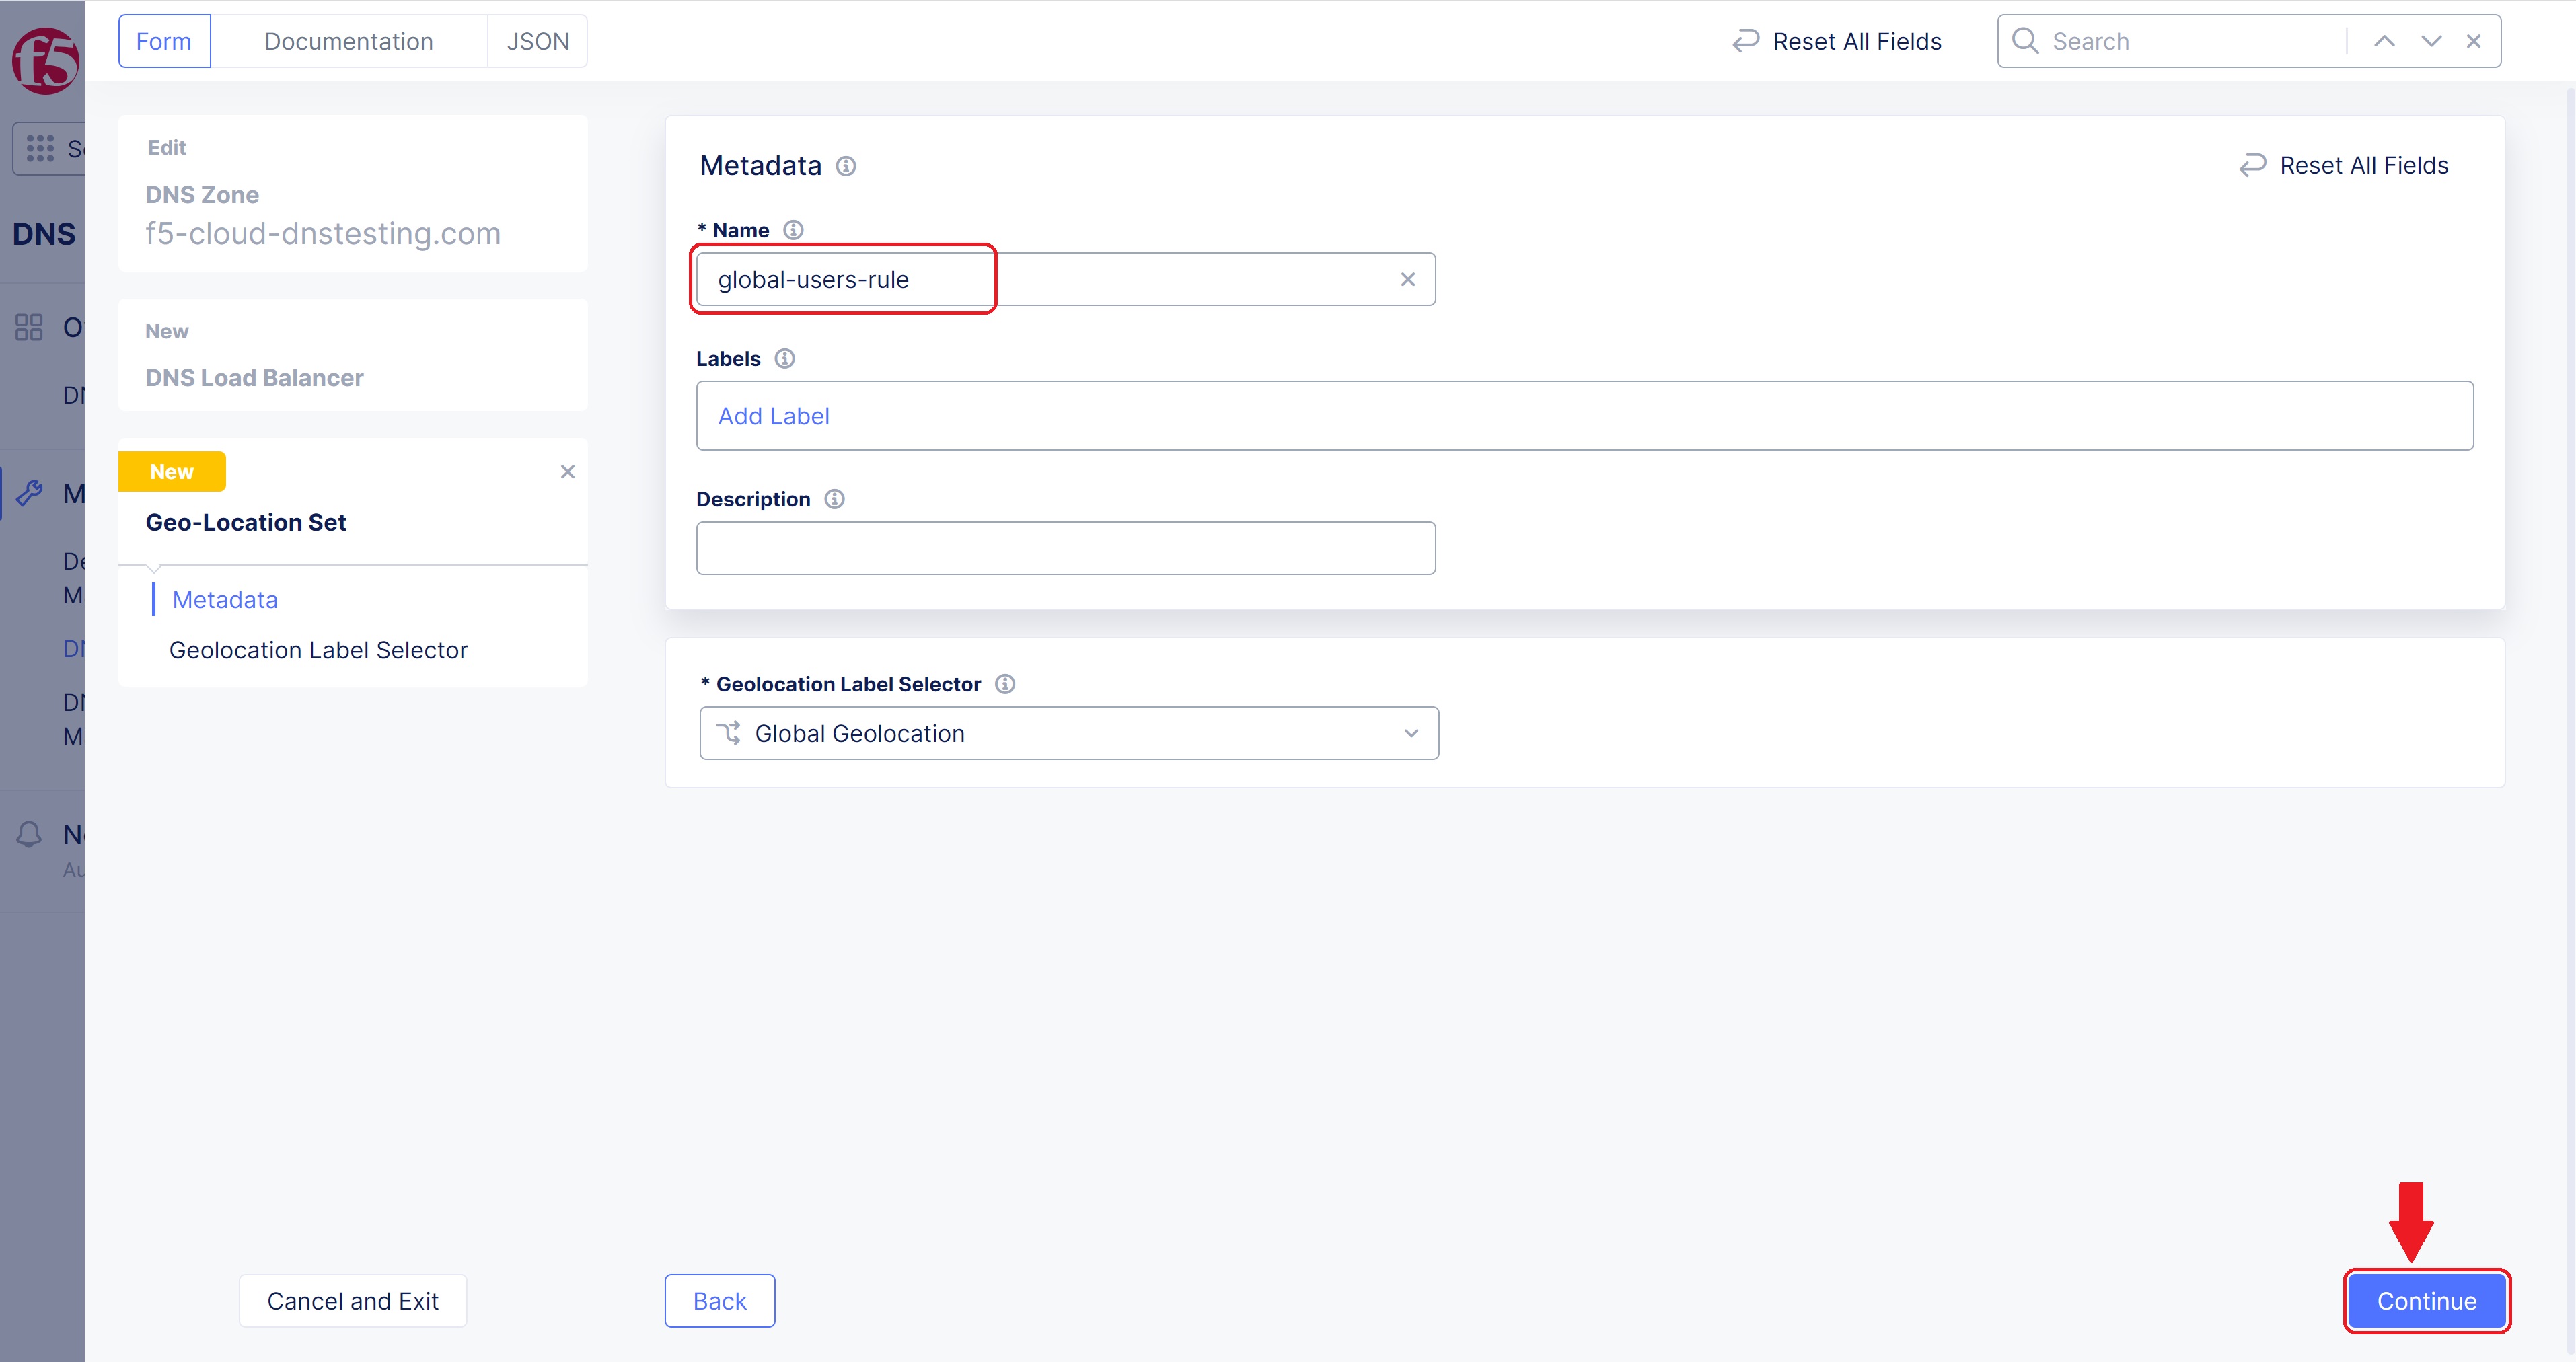 f5
Form
Documentation
JSON
Reset All Fields
Search
DNS
Edit
DNS Zone
f5-cloud-dnstesting.com
New
DNS Load Balancer
New
Geo-Location Set
Metadata
Geolocation Label Selector
Metadata
Reset All Fields
* Name
global-users-rule
Labels
Add Label
Description
* Geolocation Label Selector
Global Geolocation
Cancel and Exit
Back
Continue